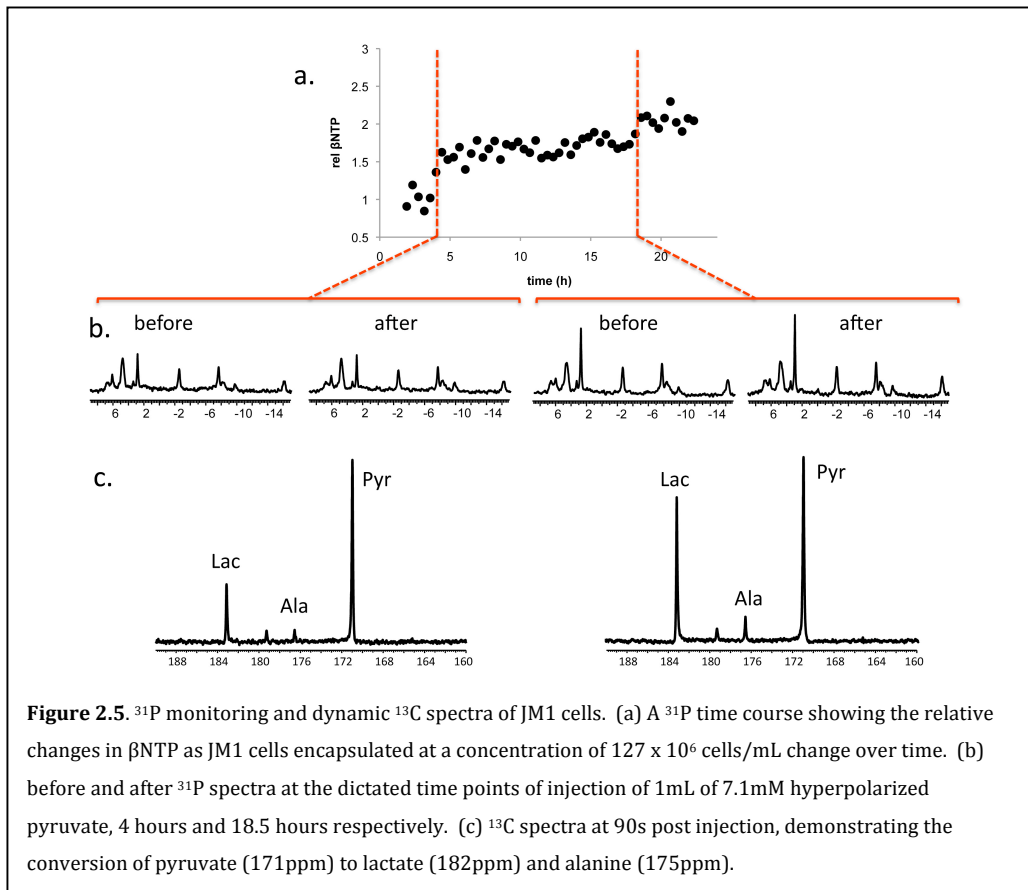 a.
3
2.5
2
1.5
1
0.5
rel βNTP
0 5 10 15 20
time (h)
b.
before after before after
6 2 -2 -6 -10 -14 6 2 -2 -6 -10 -14 6 2 -2 -6 -10 -14 6 2 -2 -6 -10 -14
c.
Lac Ala Pyr Lac Ala Pyr
188 180 176 172 168 164 160 188 180 176 172 168 164 160
Figure 2.5. ³¹P monitoring and dynamic ¹³C spectra of JM1 cells. (a) A ³¹P time course showing the relative
changes in βNTP as JM1 cells encapsulated at a concentration of 127 x 10⁶ cells/mL change over time. (b)
before and after ³¹P spectra at the dictated time points of injection of 1mL of 7.1mM hyperpolarized
pyruvate, 4 hours and 18.5 hours respectively. (c) ¹³C spectra at 90s post injection, demonstrating the
conversion of pyruvate (171ppm) to lactate (182ppm) and alanine (175ppm).